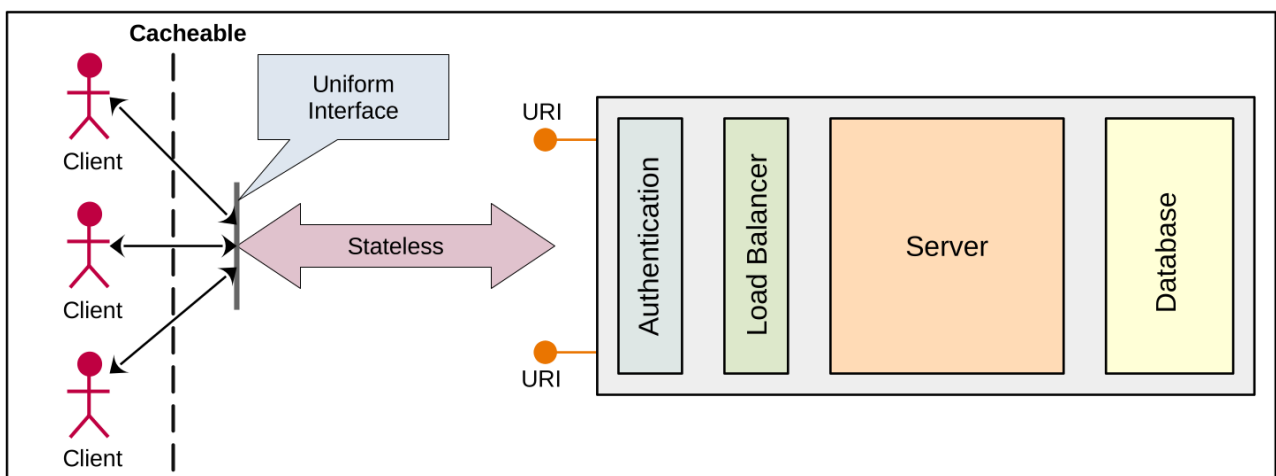 Cacheable
Client
Client
Client
Uniform
Interface
Stateless
URI
URI
Authentication
Load Balancer
Server
Database